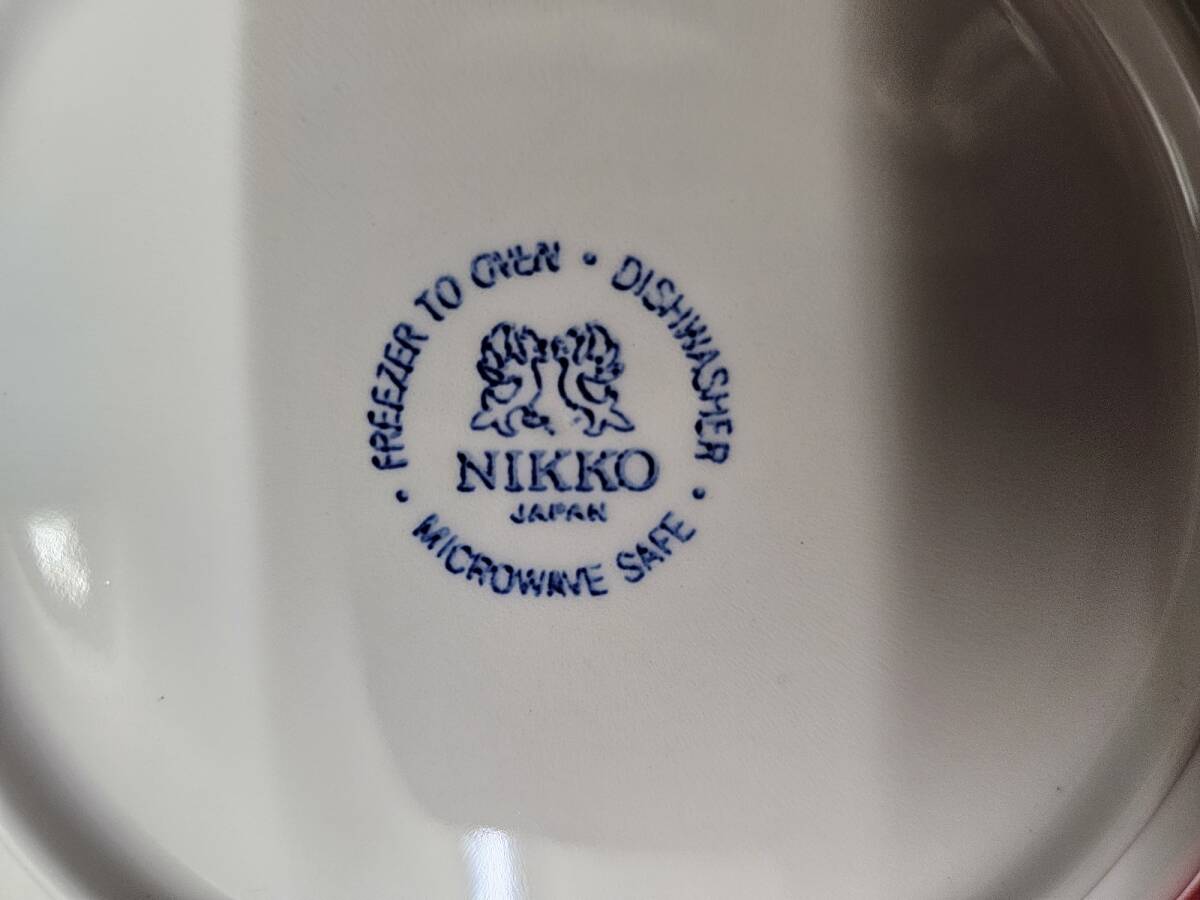 FREEZER TO OVEN • DISHWASHER • MICROWAVE SAFE •
NIKKO
JAPAN